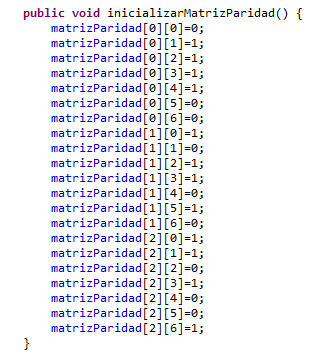 public void inicializarMatrizParidad() {
matrizParidad[0][0]=0;
matrizParidad[0][1]=1;
matrizParidad[0][2]=1;
matrizParidad[0][3]=1;
matrizParidad[0][4]=1;
matrizParidad[0][5]=0;
matrizParidad[0][6]=0;
matrizParidad[1][0]=1;
matrizParidad[1][1]=0;
matrizParidad[1][2]=1;
matrizParidad[1][3]=1;
matrizParidad[1][4]=0;
matrizParidad[1][5]=1;
matrizParidad[1][6]=0;
matrizParidad[2][0]=1;
matrizParidad[2][1]=1;
matrizParidad[2][2]=0;
matrizParidad[2][3]=1;
matrizParidad[2][4]=0;
matrizParidad[2][5]=0;
matrizParidad[2][6]=1;
}